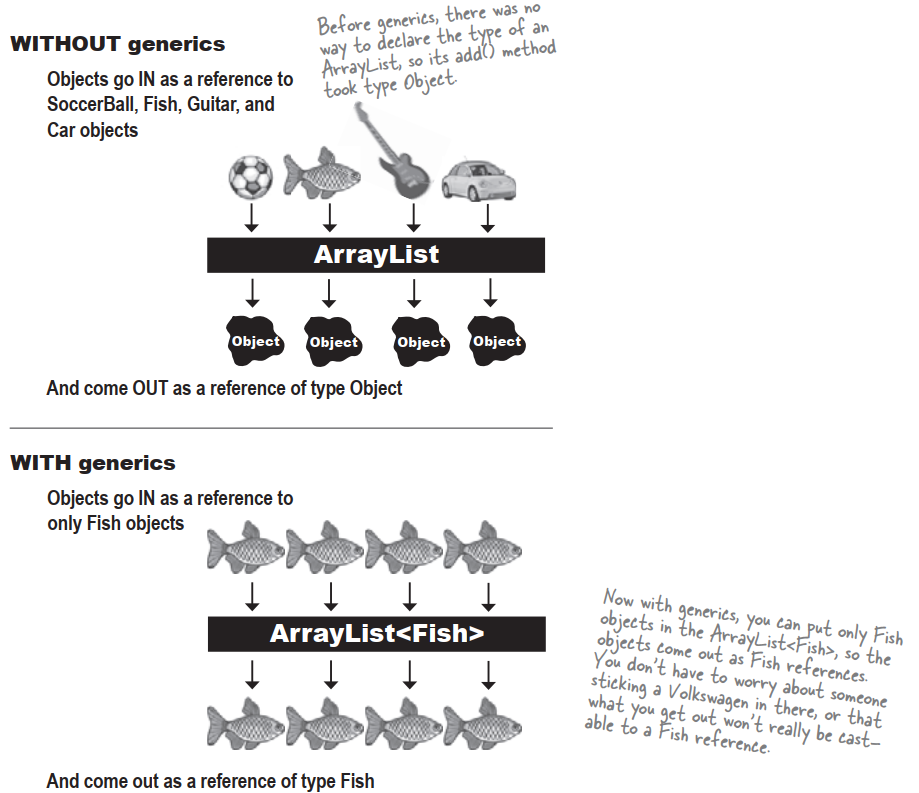 WITHOUT generics
Before generics, there was no
way to declare the type of an
ArrayList, so its add() method
took type Object.
Objects go IN as a reference to
SoccerBall, Fish, Guitar, and
Car objects
ArrayList
Object Object Object Object
And come OUT as a reference of type Object
WITH generics
Objects go IN as a reference to
only Fish objects
ArrayList<Fish>
Now with generics, you can put only Fish
objects in the ArrayList<Fish>, so the
objects come out as Fish references.
You don't have to worry about someone
sticking a Volkswagen in there, or that
what you get out won't really be cast–
able to a Fish reference.
And come out as a reference of type Fish